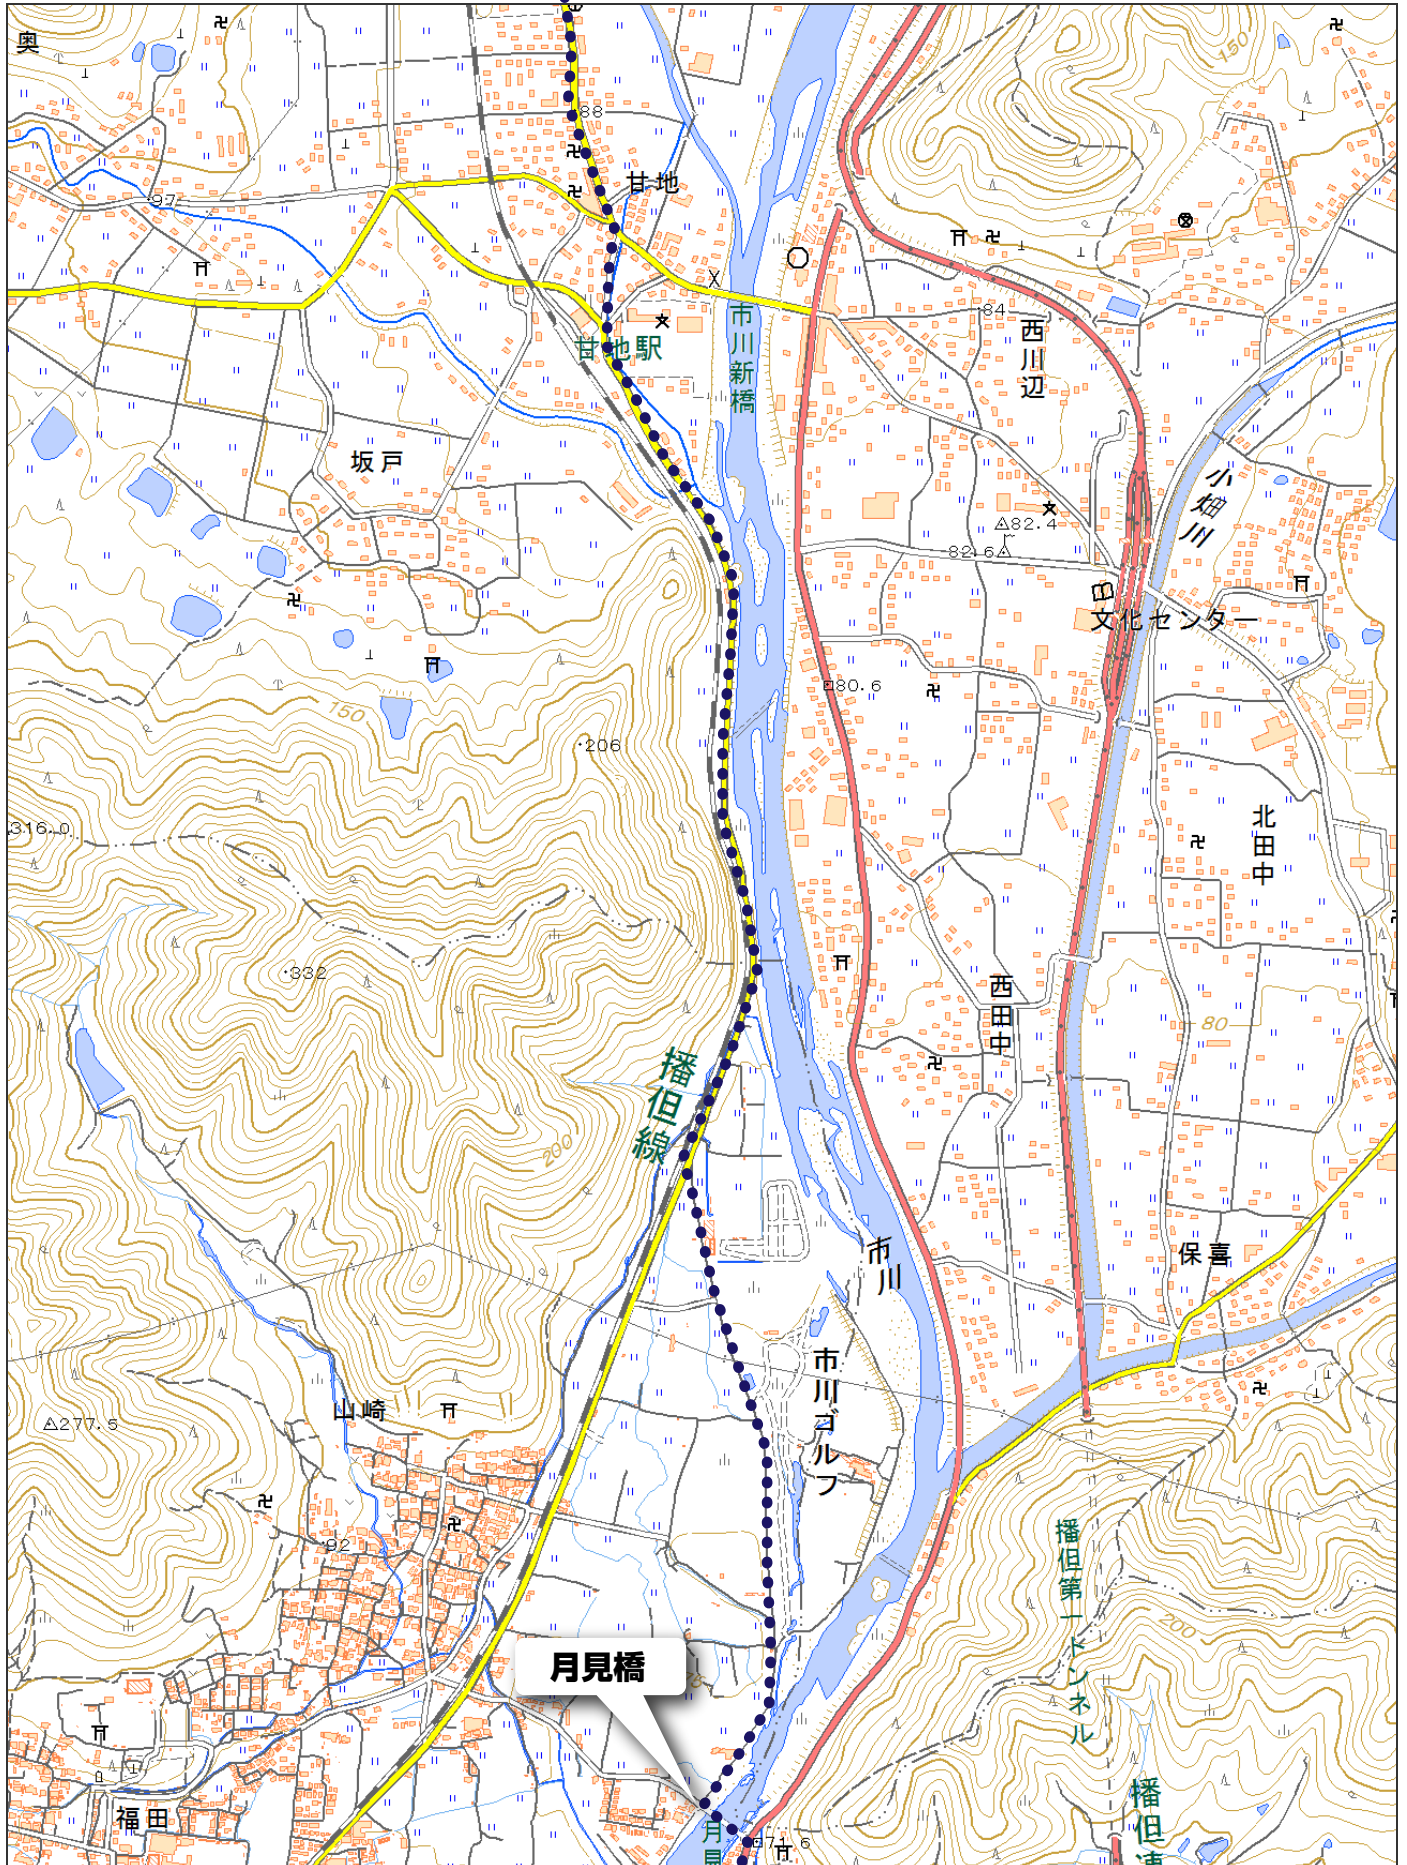 奥
150
88
甘地
97
84
市川新橋
甘地駅
西川辺
坂戸
小畑川
82.4
82.6
文化センター
80.6
150
206
316.0
北田中
332
西田中
80
播但線
200
市川
保喜
市川ゴルフ
山崎
277.5
92
播但第一トンネル
200
月見橋
75
福田
71.6
播但連
月見